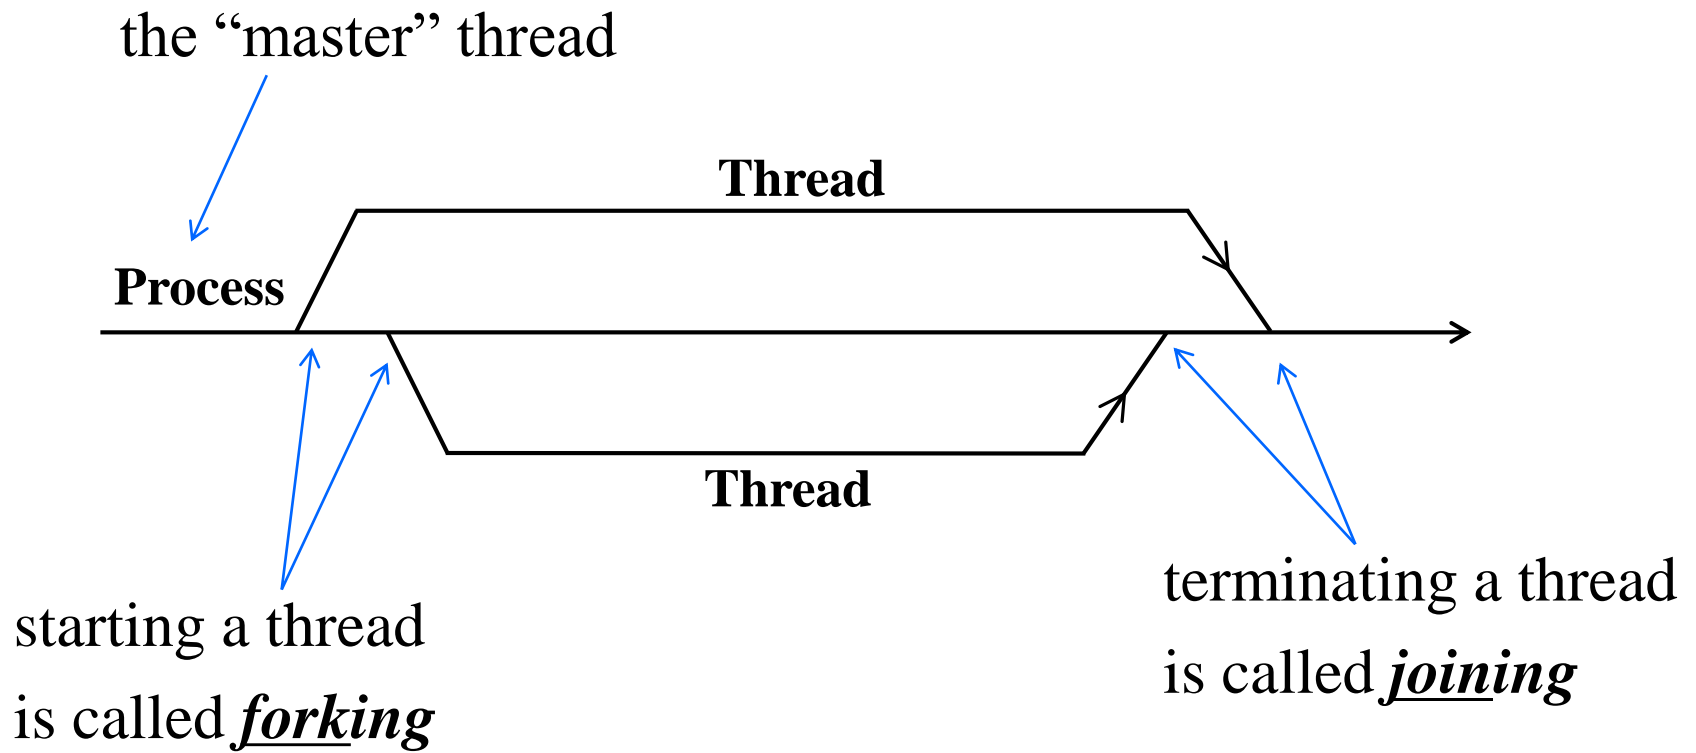 the “master” thread
Thread
Process
Thread
starting a thread
is called forking
terminating a thread
is called joining